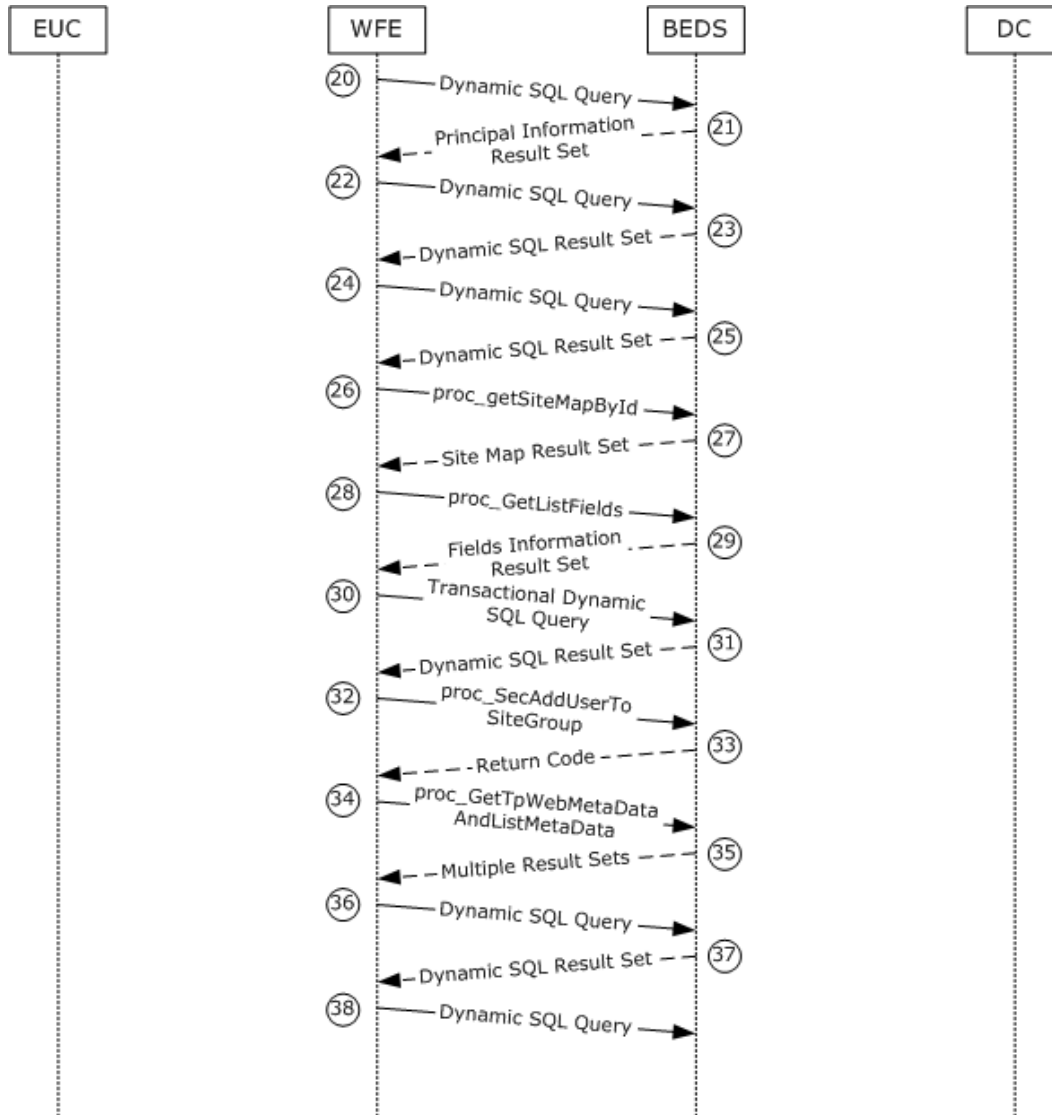 EUC
WFE
BEDS
DC
20
Dynamic SQL Query
21
Principal Information
Result Set
22
Dynamic SQL Query
23
Dynamic SQL Result Set
24
Dynamic SQL Query
25
Dynamic SQL Result Set
26
proc_getSiteMapById
27
Site Map Result Set
28
proc_GetListFields
29
Fields Information
Result Set
30
Transactional Dynamic
SQL Query
31
Dynamic SQL Result Set
32
proc_SecAddUserTo
SiteGroup
33
Return Code
34
proc_GetTpWebMetaData
AndListMetaData
35
Multiple Result Sets
36
Dynamic SQL Query
37
Dynamic SQL Result Set
38
Dynamic SQL Query